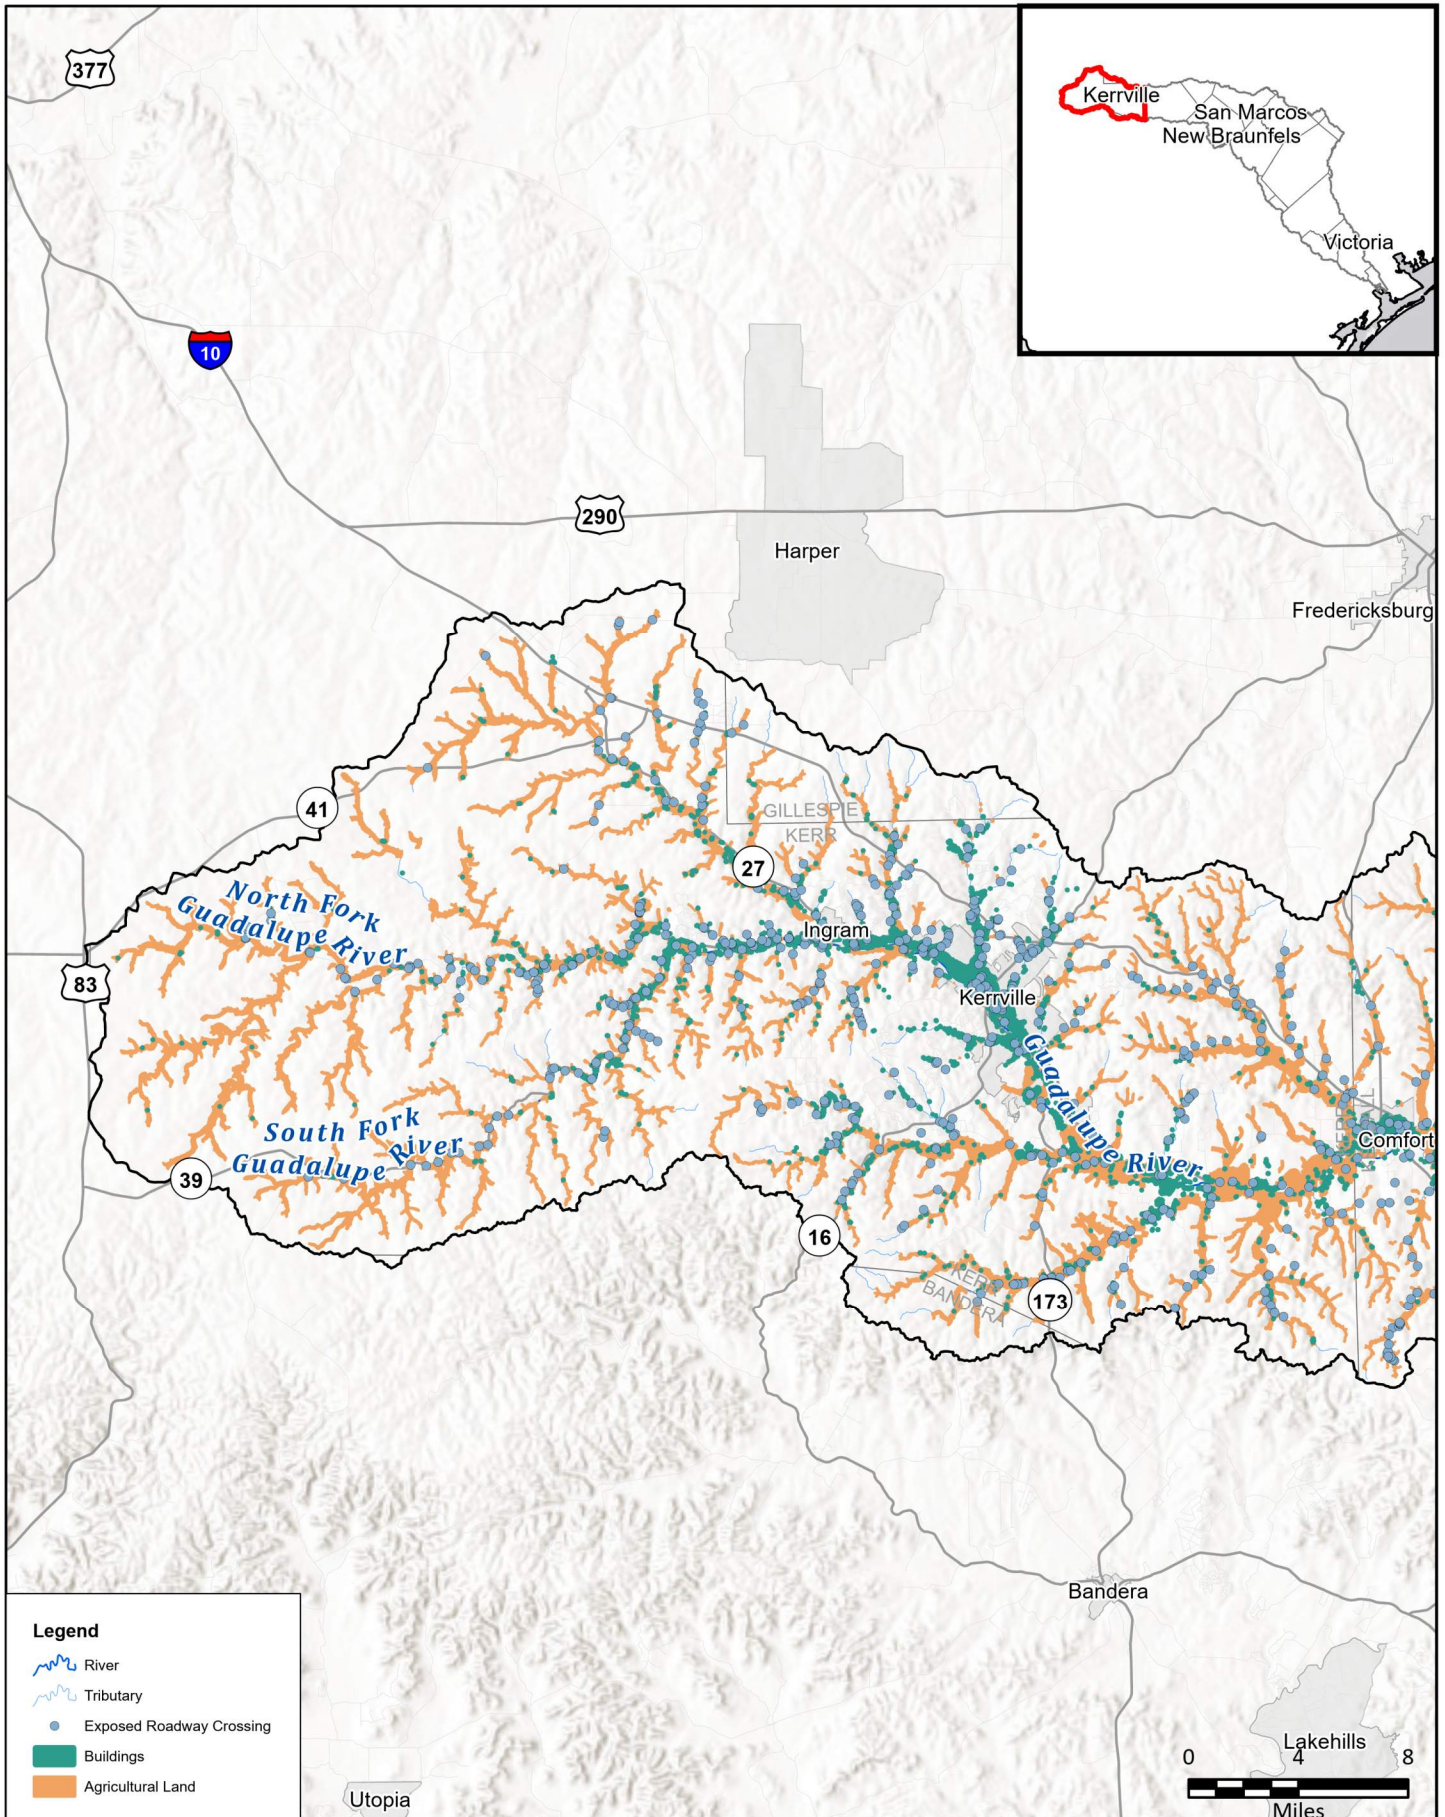 377
Kerrville
San Marcos
New Braunfels
Victoria
10
290
Harper
Fredericksburg
41
GILLESPIE
KERR
27
North Fork
Guadalupe River
Ingram
83
Kerrville
Guadalupe River
South Fork
Guadalupe River
Comfort
39
16
KERR
BANDERA
173
Bandera
Legend
River
Tributary
Exposed Roadway Crossing
Buildings
Agricultural Land
Utopia
Lakehills
0 4 8
Miles